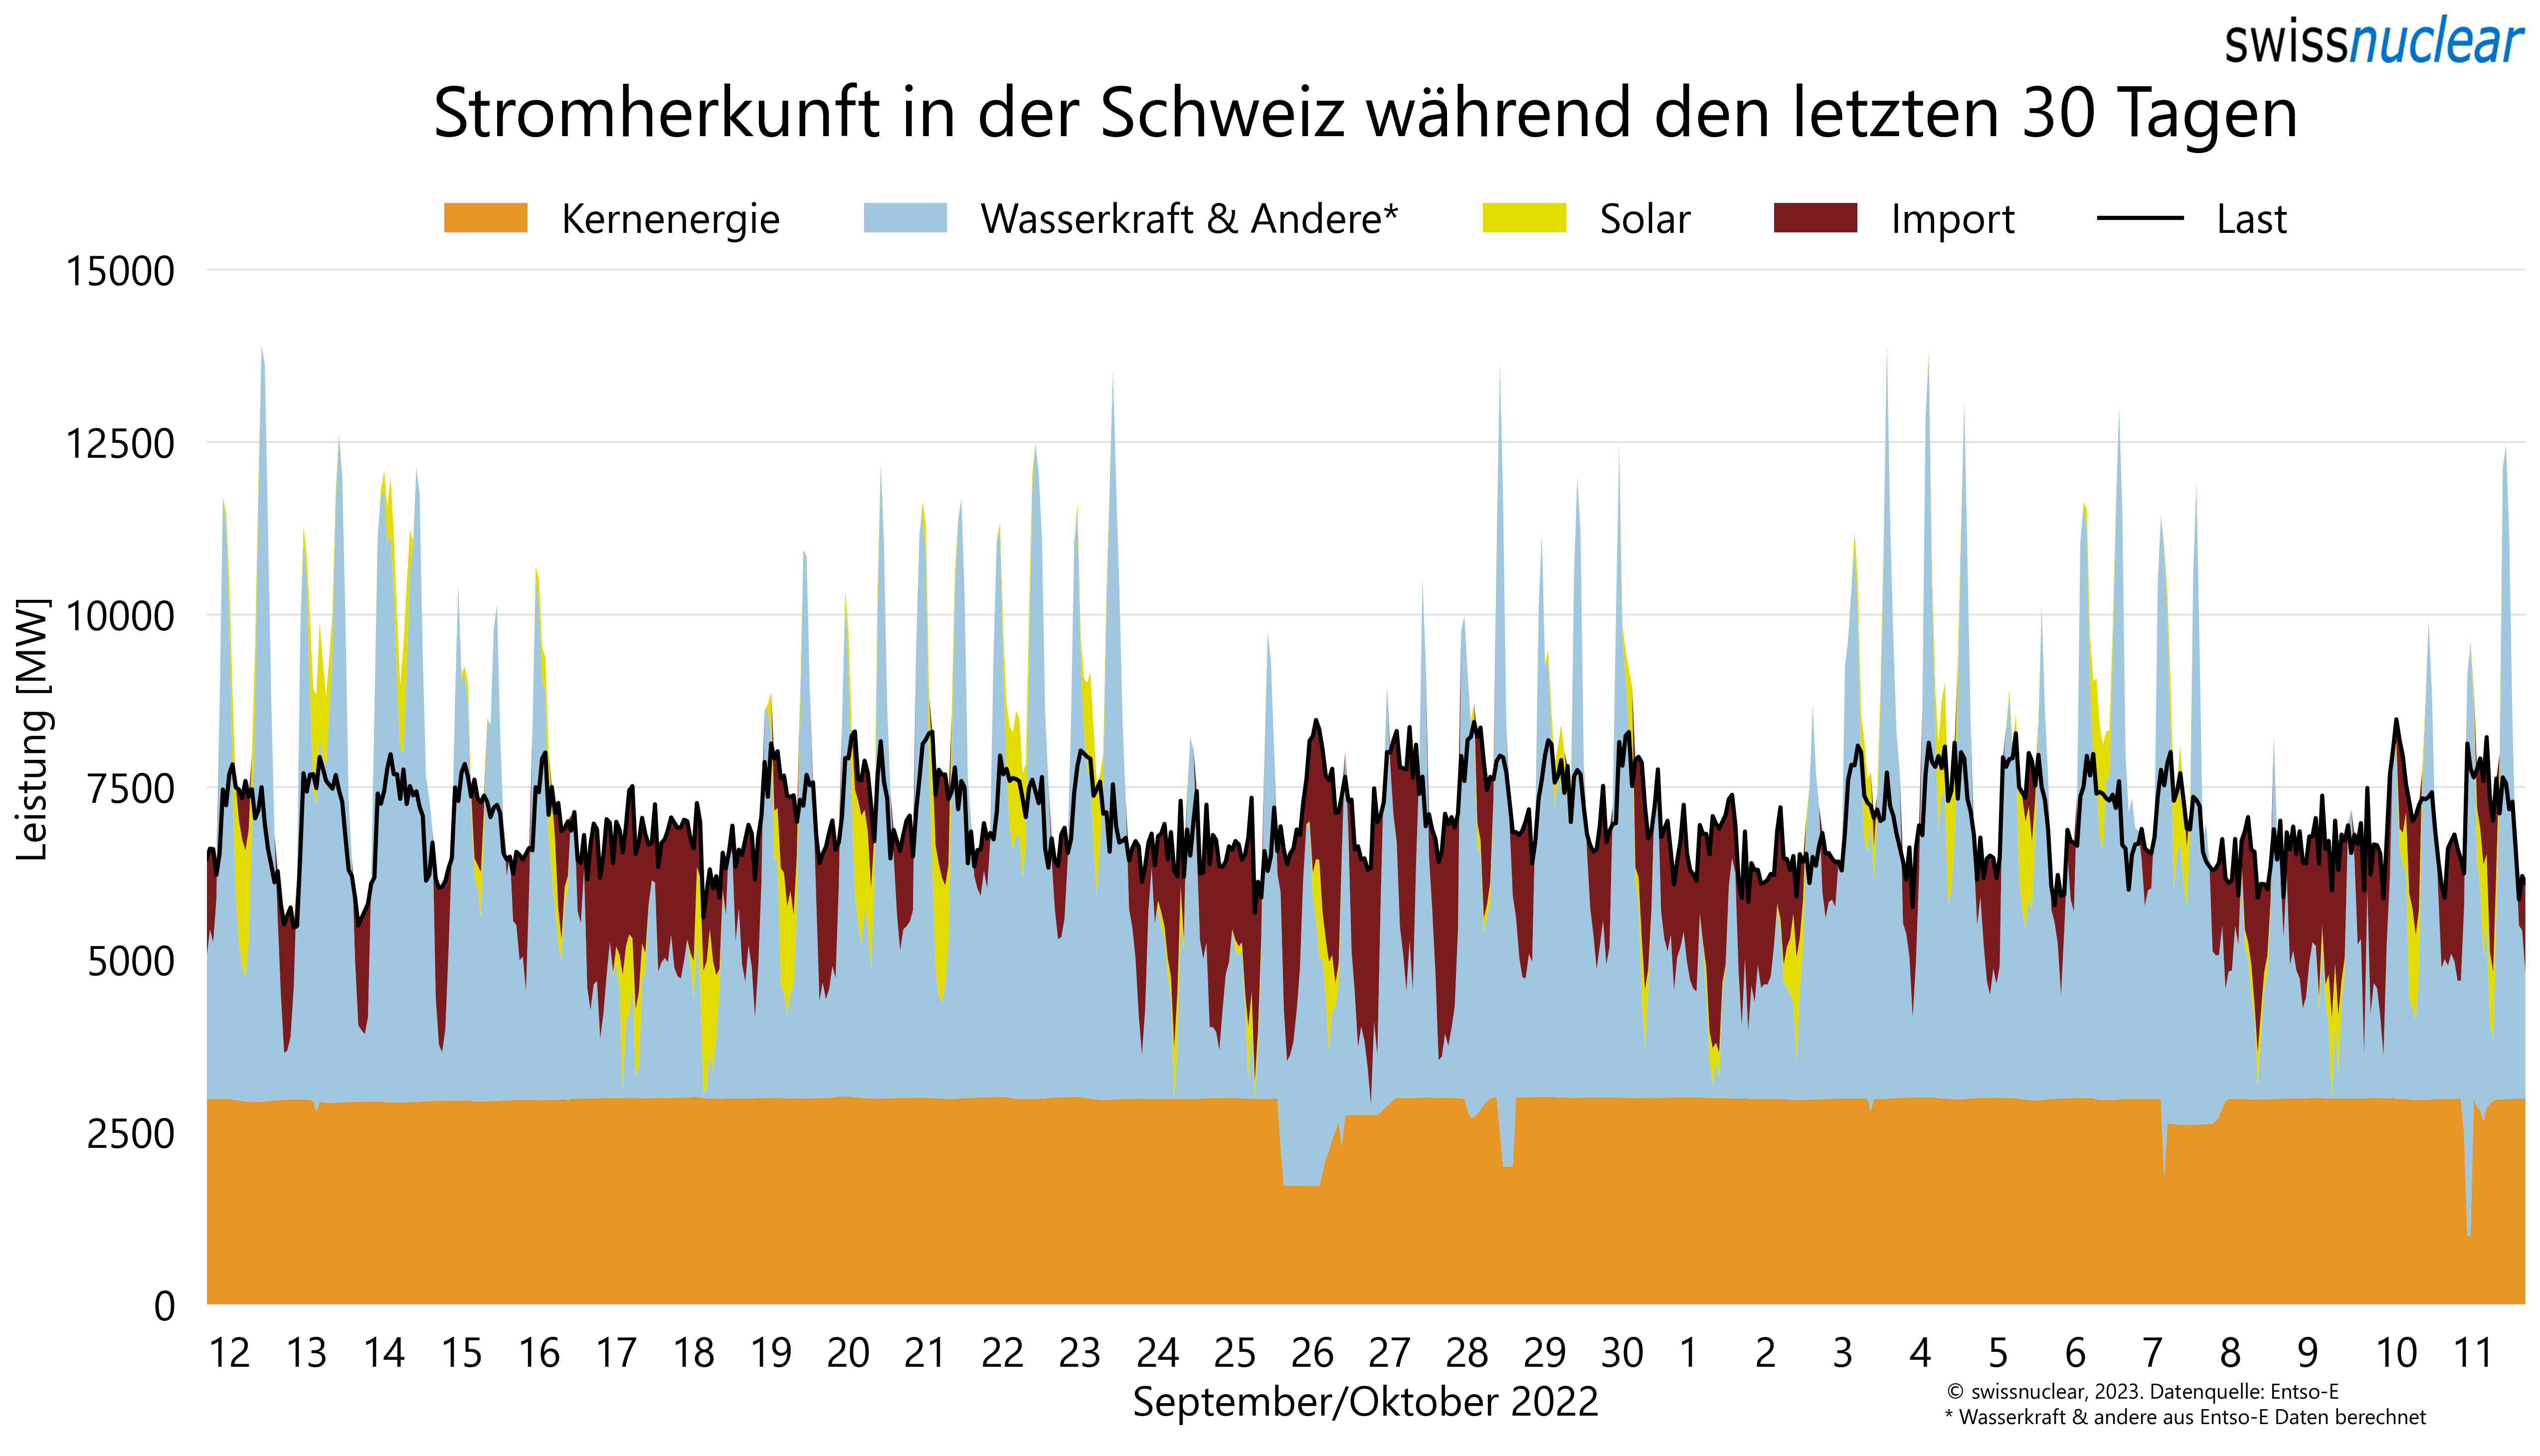 swissnuclear
Stromherkunft in der Schweiz während den letzten 30 Tagen
Kernenergie Wasserkraft & Andere* Solar Import Last
15000
12500
10000
7500
5000
2500
0
Leistung [MW]
12 13 14 15 16 17 18 19 20 21 22 23 24 25 26 27 28 29 30 1 2 3 4 5 6 7 8 9 10 11
September/Oktober 2022
© swissnuclear, 2023. Datenquelle: Entso-E
* Wasserkraft & andere aus Entso-E Daten berechnet